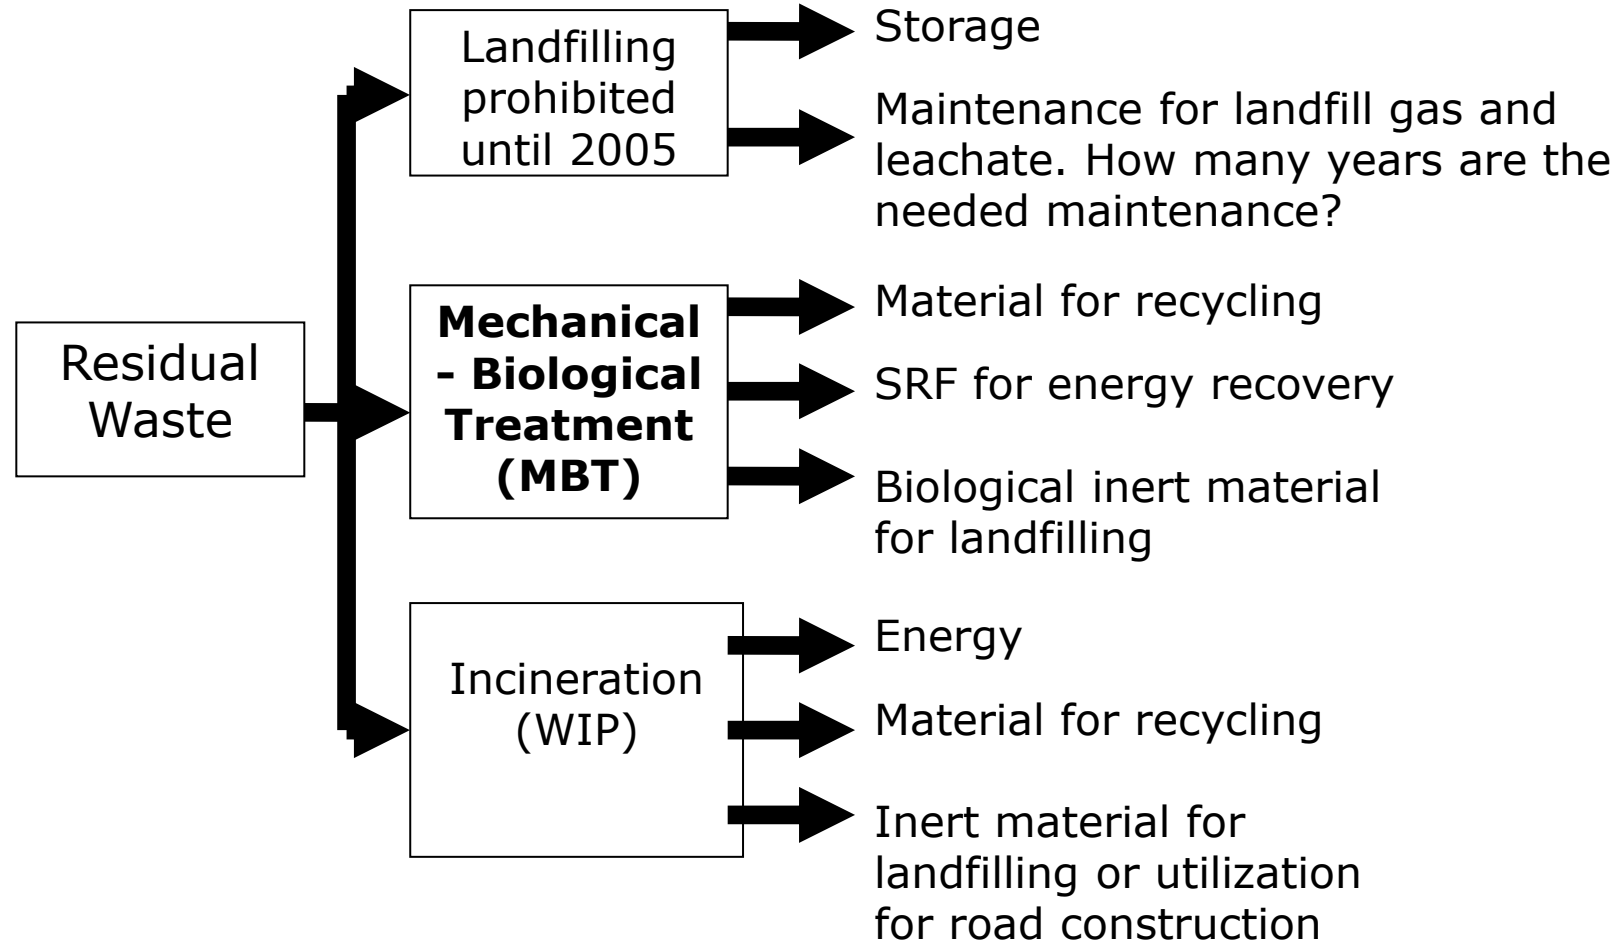 Residual
Waste
Landfilling
prohibited
until 2005
Storage
Maintenance for landfill gas and
leachate. How many years are the
needed maintenance?
Mechanical
- Biological
Treatment
(MBT)
Material for recycling
SRF for energy recovery
Biological inert material
for landfilling
Incineration
(WIP)
Energy
Material for recycling
Inert material for
landfilling or utilization
for road construction